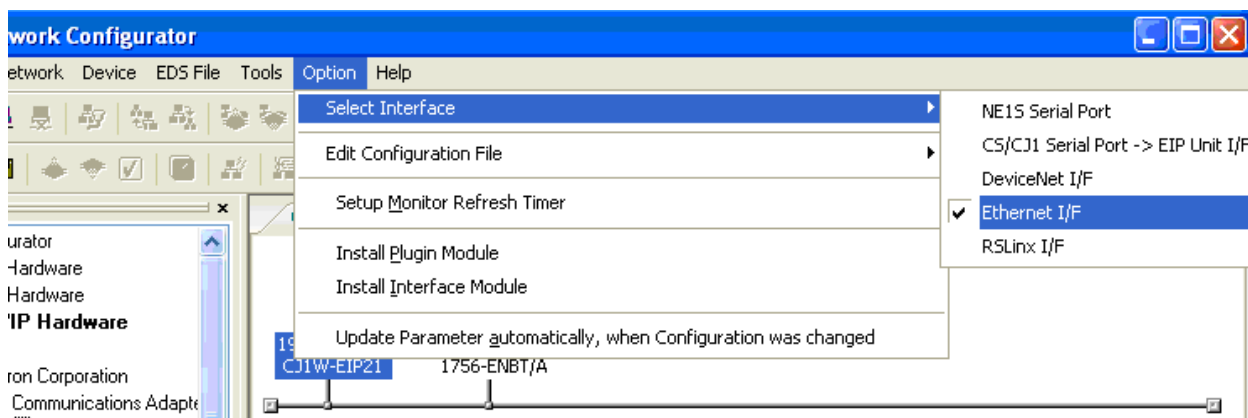 work Configurator
etwork Device EDS File Tools Option Help
Select Interface
Edit Configuration File
Setup Monitor Refresh Timer
Install Plugin Module
Install Interface Module
Update Parameter automatically, when Configuration was changed
NE1S Serial Port
CS/CJ1 Serial Port -> EIP Unit I/F
DeviceNet I/F
Ethernet I/F
RSLinx I/F
urator
Hardware
Hardware
'IP Hardware
ron Corporation
Communications Adapte
19
CJ1W-EIP21
1756-ENBT/A